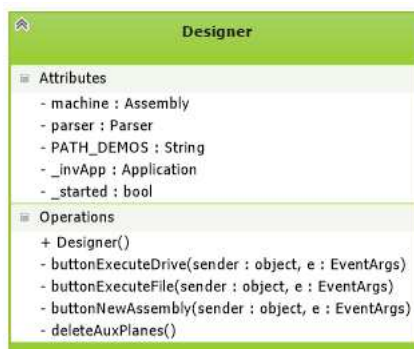 Designer
Attributes
- machine : Assembly
- parser : Parser
- PATH_DEMOS : String
- _invApp : Application
- _started : bool
Operations
+ Designer()
- buttonExecuteDrive(sender : object, e : EventArgs)
- buttonExecuteFile(sender : object, e : EventArgs)
- buttonNewAssembly(sender : object, e : EventArgs)
- deleteAuxPlanes()